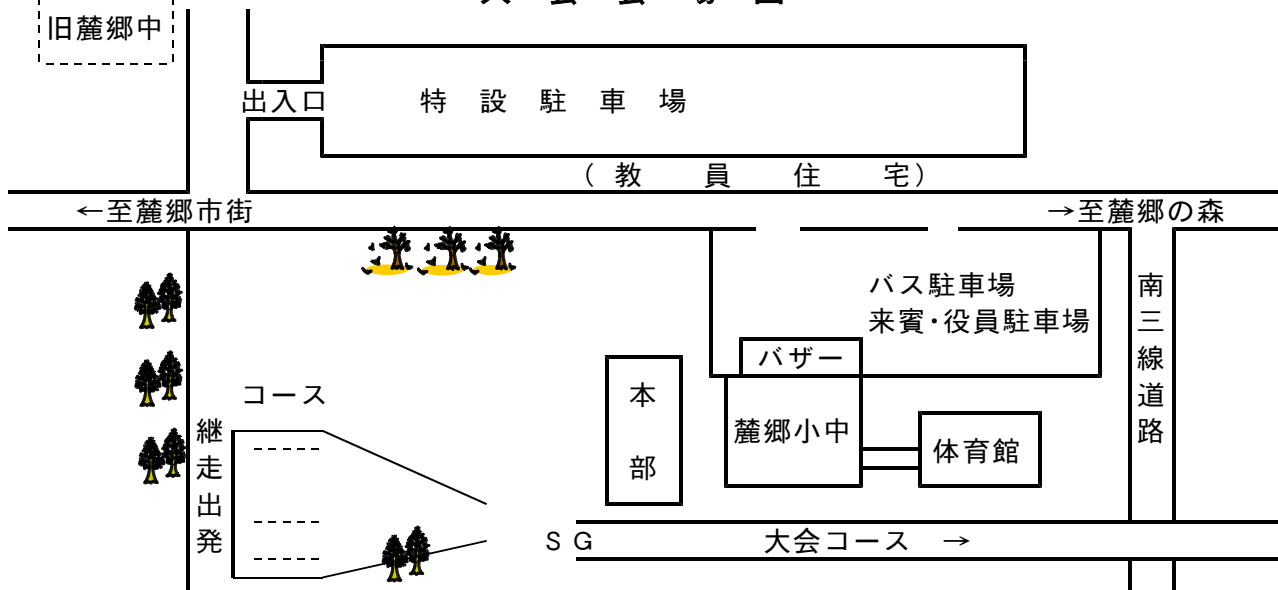 旧麓郷中
出入口
特設駐車場
(教員住宅)
←至麓郷市街
→至麓郷の森
バス駐車場
来賓・役員駐車場
南三線道路
バザー
本部
コース
麓郷小中
体育館
継走出発
SG
大会コース →